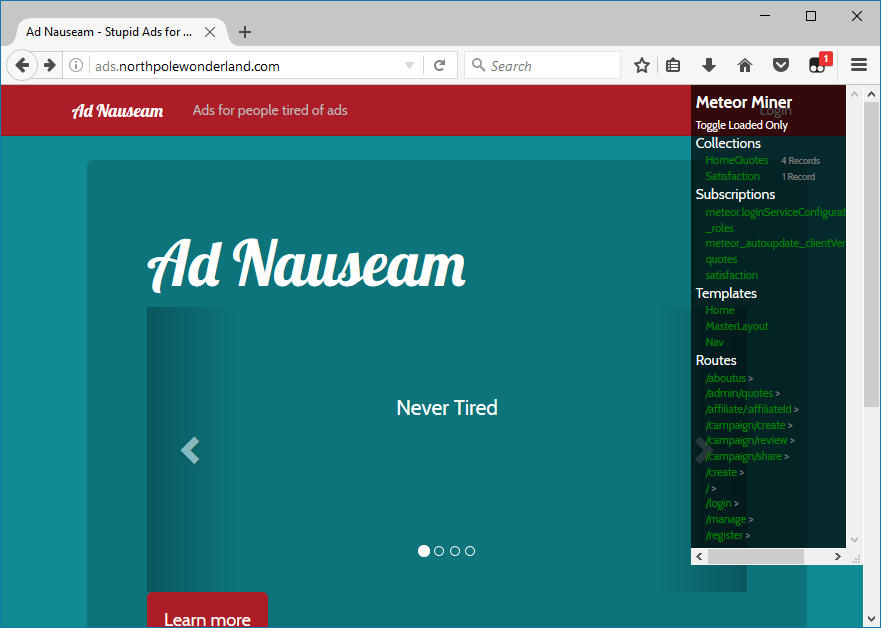 Ad Nauseam - Stupid Ads for ...
ads.northpolewonderland.com
Search
1
Ad Nauseam
Ads for people tired of ads
Login
Meteor Miner
Toggle Loaded Only
Collections
HomeQuotes 4 Records
Satisfaction 1 Record
Subscriptions
meteor.loginServiceConfigurat
_roles
meteor_autoupdate_clientVer
quotes
satisfaction
Templates
Home
MasterLayout
Nav
Routes
/aboutus >
/admin/quotes >
/affiliate/:affiliateId >
/campaign/create >
/campaign/review >
/campaign/share >
/create >
/ >
/login >
/manage >
/register >
Ad Nauseam
Never Tired
Learn more